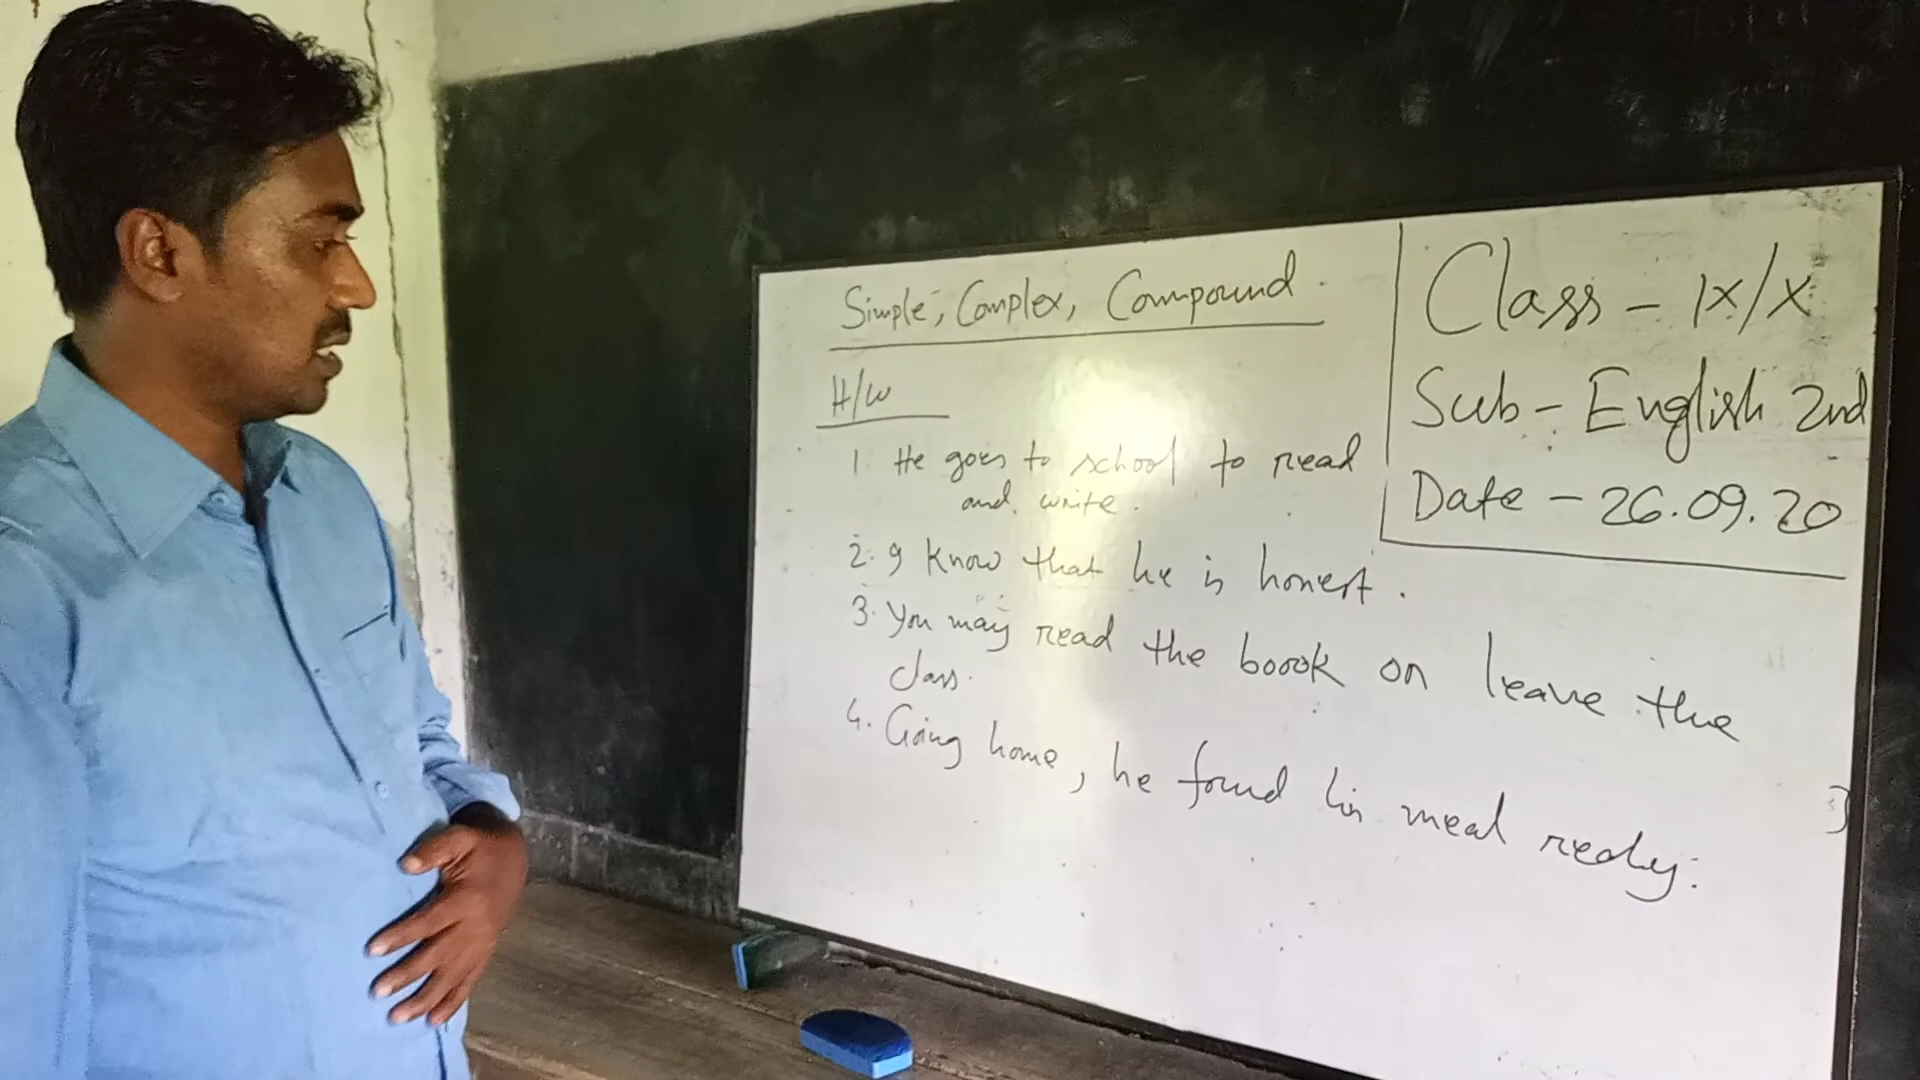 Simple, Complex, Compound.
H/W
1. He goes to school to read
and write.
2. I know that he is honest.
3. You may read the boook or leave the
class.
4. Going home, he found his meal ready.
Class - IX/X
Sub - English 2nd
Date - 26.09.20